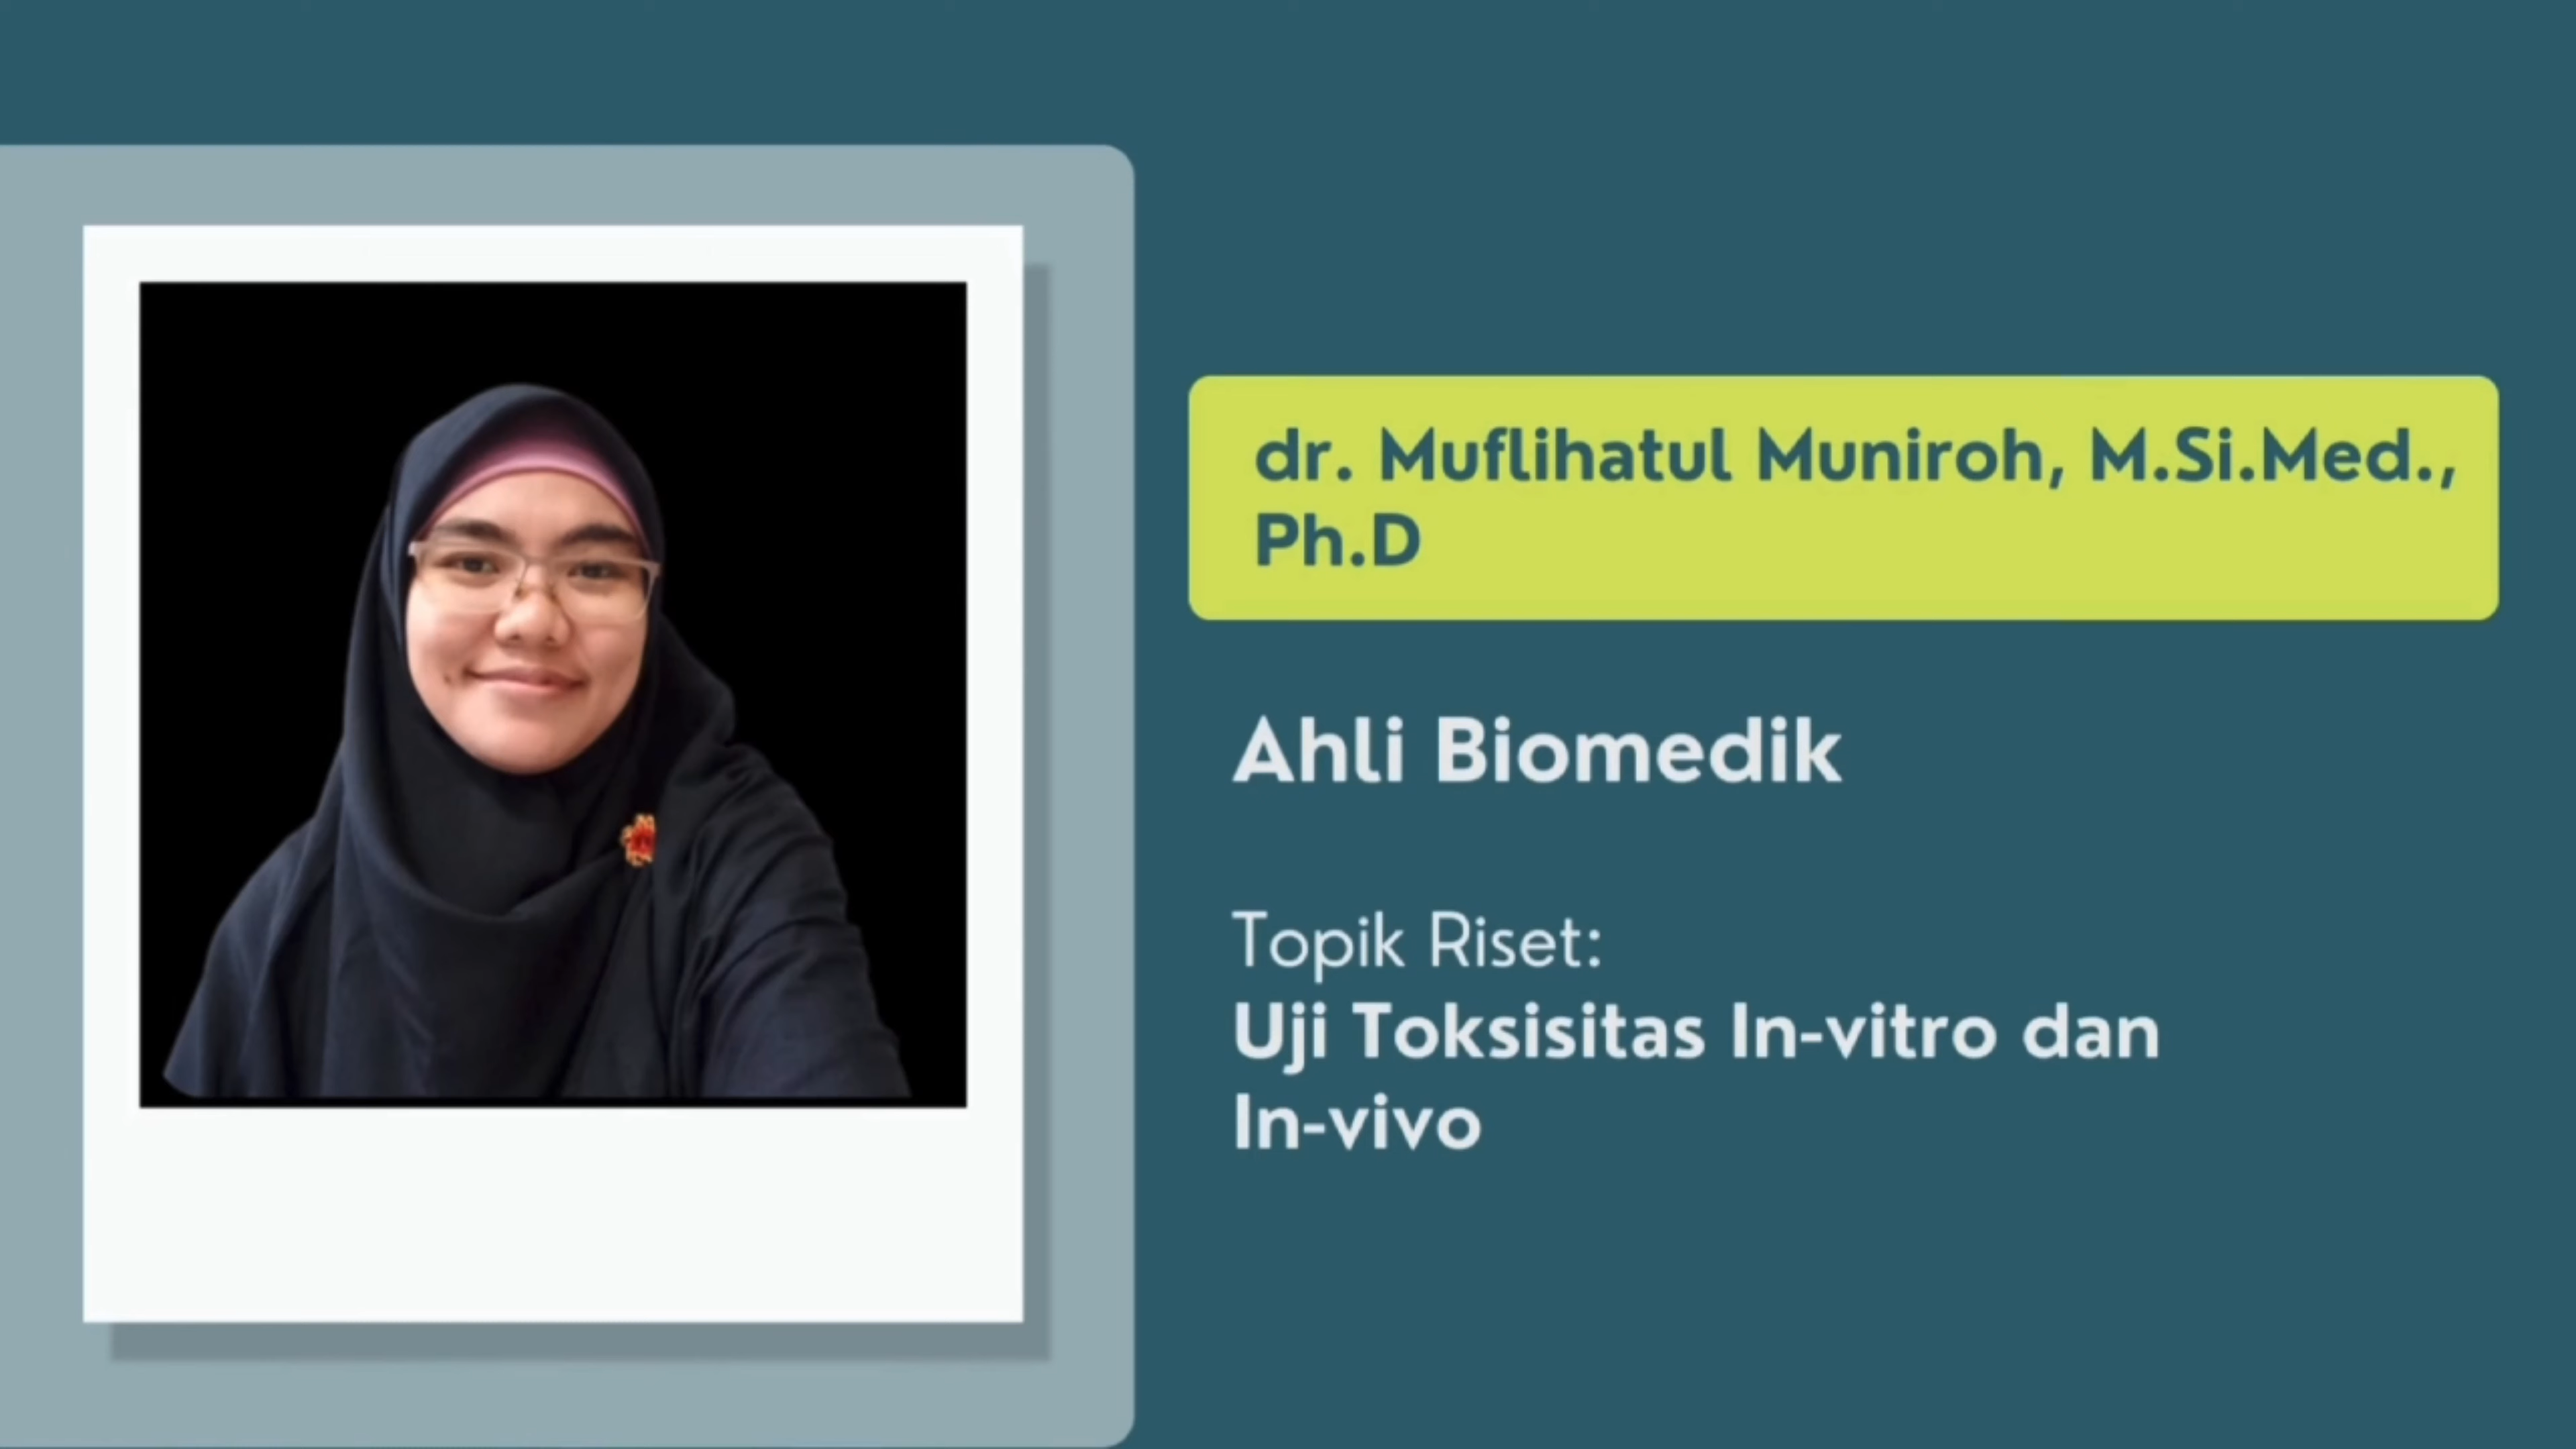 dr. Muflihatul Muniroh, M.Si.Med.,
Ph.D
Ahli Biomedik
Topik Riset:
Uji Toksisitas In-vitro dan
In-vivo